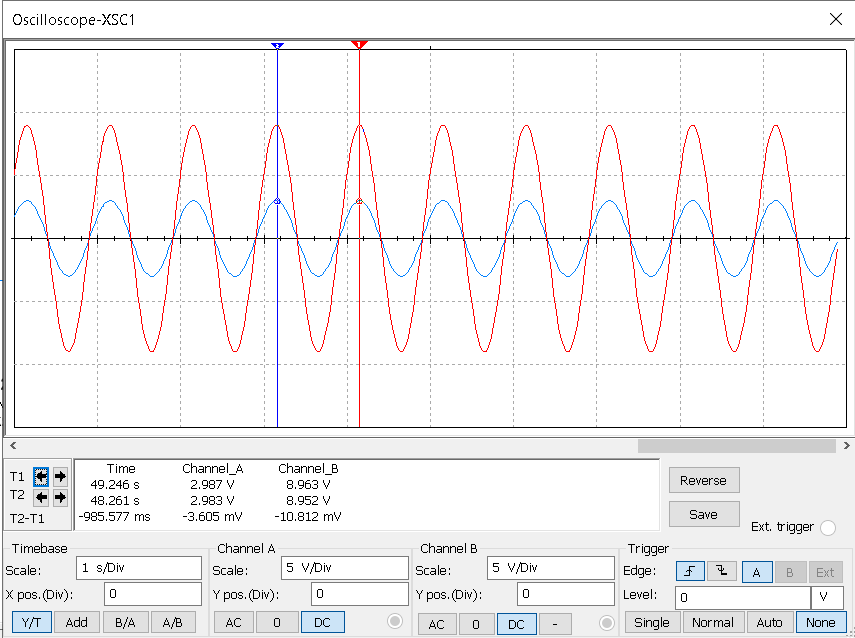 Oscilloscope-XSC1
2
1
Time Channel_A Channel_B
T1 49.246 s 2.987 V 8.963 V
T2 48.261 s 2.983 V 8.952 V
T2-T1 -985.577 ms -3.605 mV -10.812 mV
Reverse
Save
Ext. trigger
Timebase
Scale: 1 s/Div
X pos.(Div): 0
Y/T Add B/A A/B
Channel A
Scale: 5 V/Div
Y pos.(Div): 0
AC 0 DC
Channel B
Scale: 5 V/Div
Y pos.(Div): 0
AC 0 DC -
Trigger
Edge: A B Ext
Level: 0 V
Single Normal Auto None